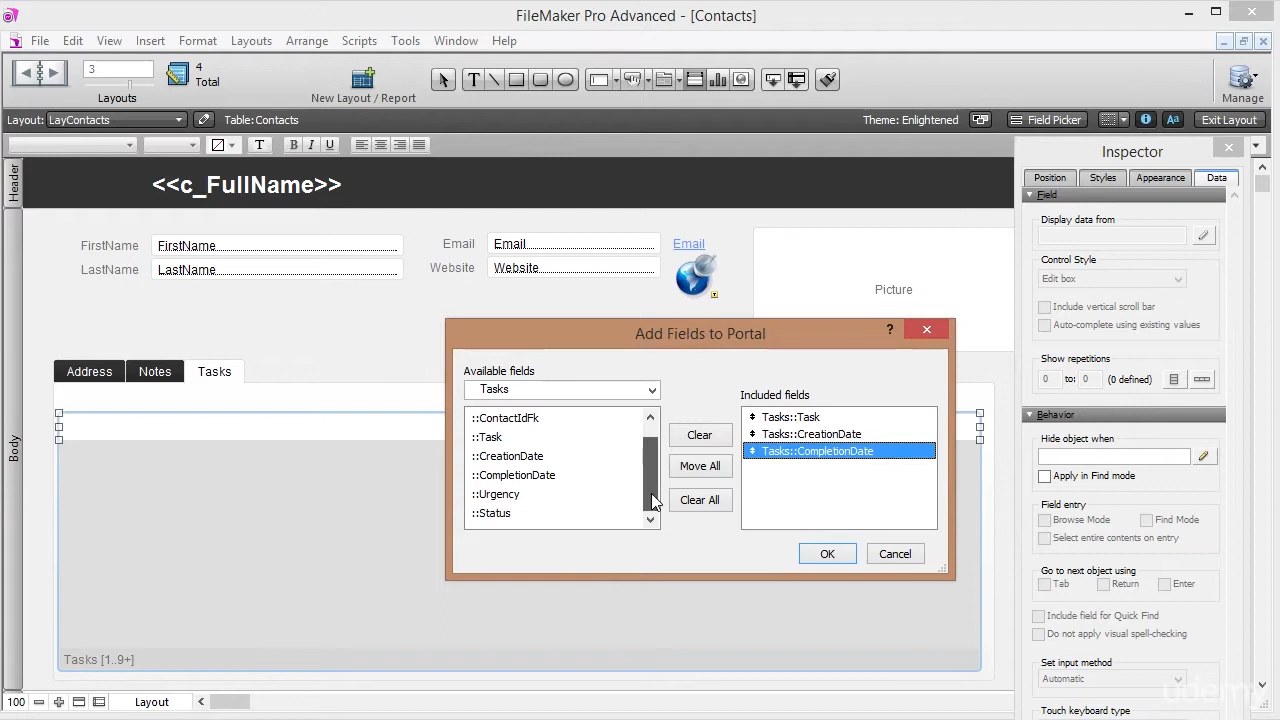 FileMaker Pro Advanced - [Contacts]
File Edit View Insert Format Layouts Arrange Scripts Tools Window Help
3
4
Total
Layouts
New Layout / Report
Manage
Layout: LayContacts
Table: Contacts
Theme: Enlightened
Field Picker
Aa
Exit Layout
T B I U
Header
<<c_FullName>>
FirstName FirstName
LastName LastName
Email Email Email
Website Website
Picture
Address Notes Tasks
Body
Tasks [1..9+]
Add Fields to Portal
?
Available fields
Tasks
::ContactIdFk
::Task
::CreationDate
::CompletionDate
::Urgency
::Status
Clear
Move All
Clear All
Included fields
Tasks::Task
Tasks::CreationDate
Tasks::CompletionDate
OK
Cancel
Inspector
Position Styles Appearance Data
Field
Display data from
Control Style
Edit box
Include vertical scroll bar
Auto-complete using existing values
Show repetitions
0 to: 0 (0 defined)
Behavior
Hide object when
Apply in Find mode
Field entry
Browse Mode Find Mode
Select entire contents on entry
Go to next object using
Tab Return Enter
Include field for Quick Find
Do not apply visual spell-checking
Set input method
Automatic
Touch keyboard type
100
Layout
udemy